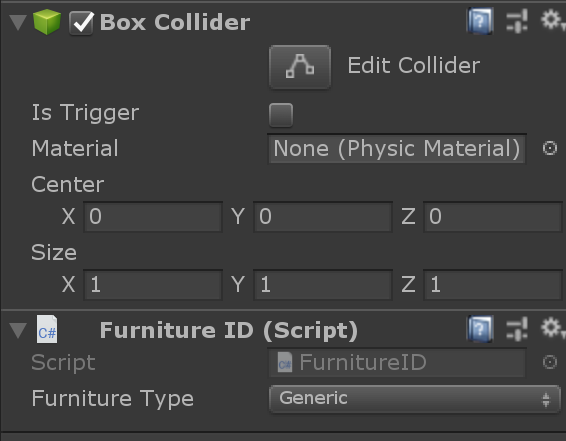 Box Collider
Edit Collider
Is Trigger
Material None (Physic Material)
Center
X 0 Y 0 Z 0
Size
X 1 Y 1 Z 1
C# Furniture ID (Script)
Script C# FurnitureID
Furniture Type Generic